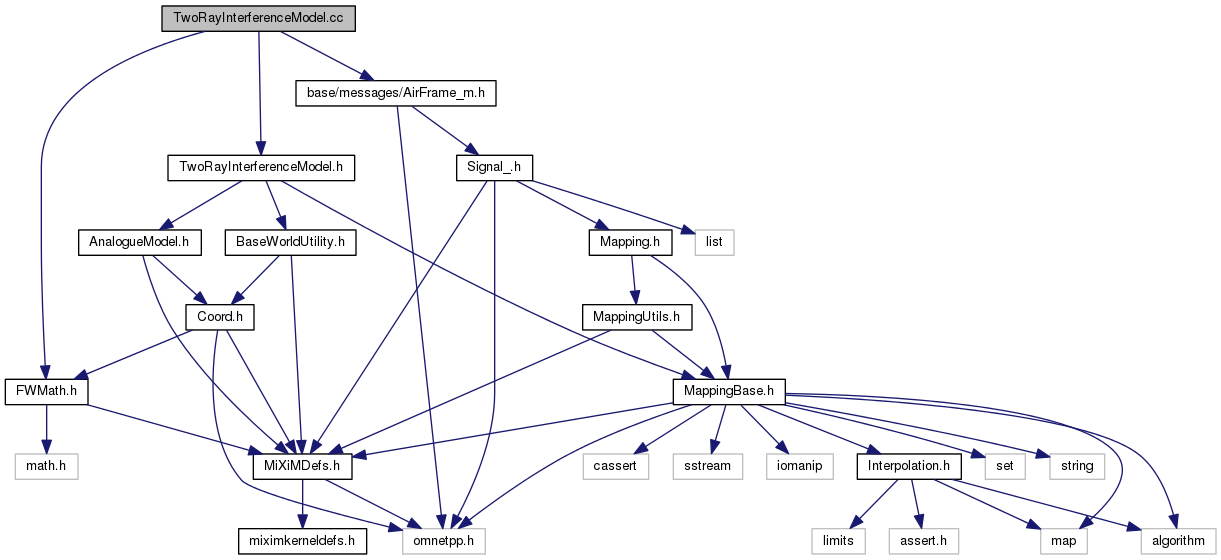 TwoRayInterferenceModel.cc
base/messages/AirFrame_m.h
TwoRayInterferenceModel.h
Signal_.h
AnalogueModel.h
BaseWorldUtility.h
Mapping.h
list
Coord.h
MappingUtils.h
FWMath.h
MappingBase.h
math.h
MiXiMDefs.h
cassert
sstream
iomanip
Interpolation.h
set
string
miximkerneldefs.h
omnetpp.h
limits
assert.h
map
algorithm